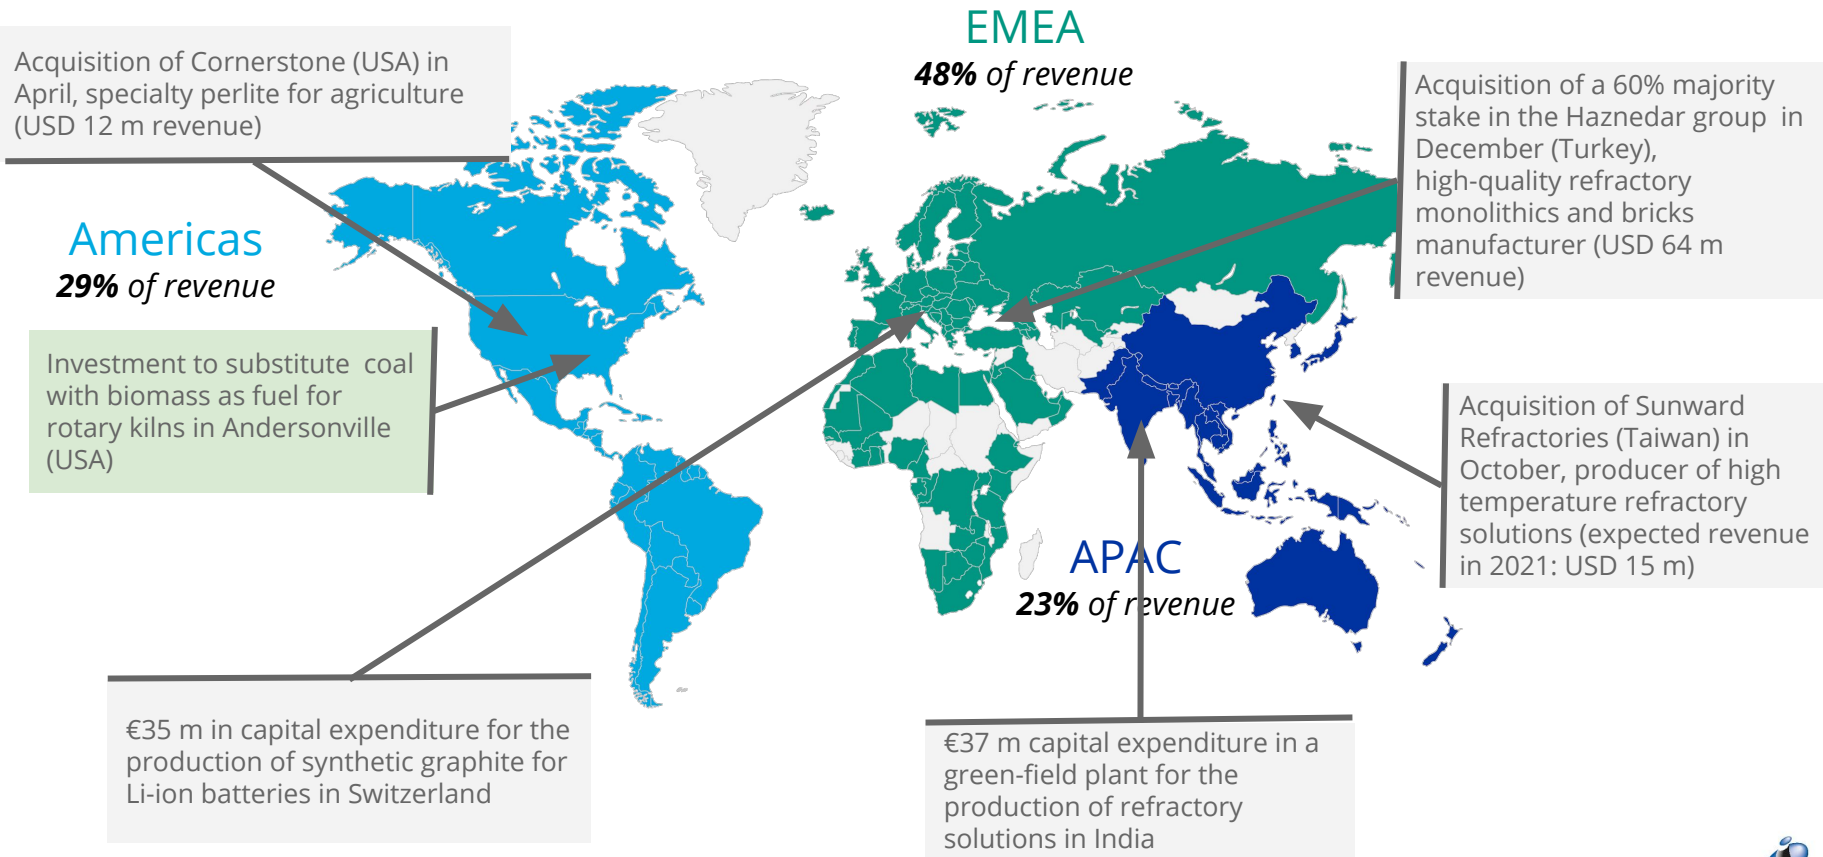 EMEA
48% of revenue
Acquisition of Cornerstone (USA) in
April, specialty perlite for agriculture
(USD 12 m revenue)
Acquisition of a 60% majority
stake in the Haznedar group  in
December (Turkey),
high-quality refractory
monolithics and bricks
manufacturer (USD 64 m
revenue)
Americas
29% of revenue
Investment to substitute  coal
with biomass as fuel for
rotary kilns in Andersonville
(USA)
Acquisition of Sunward
Refractories (Taiwan) in
October, producer of high
temperature refractory
solutions (expected revenue
in 2021: USD 15 m)
APAC
23% of revenue
€35 m in capital expenditure for the
production of synthetic graphite for
Li-ion batteries in Switzerland
€37 m capital expenditure in a
green-field plant for the
production of refractory
solutions in India